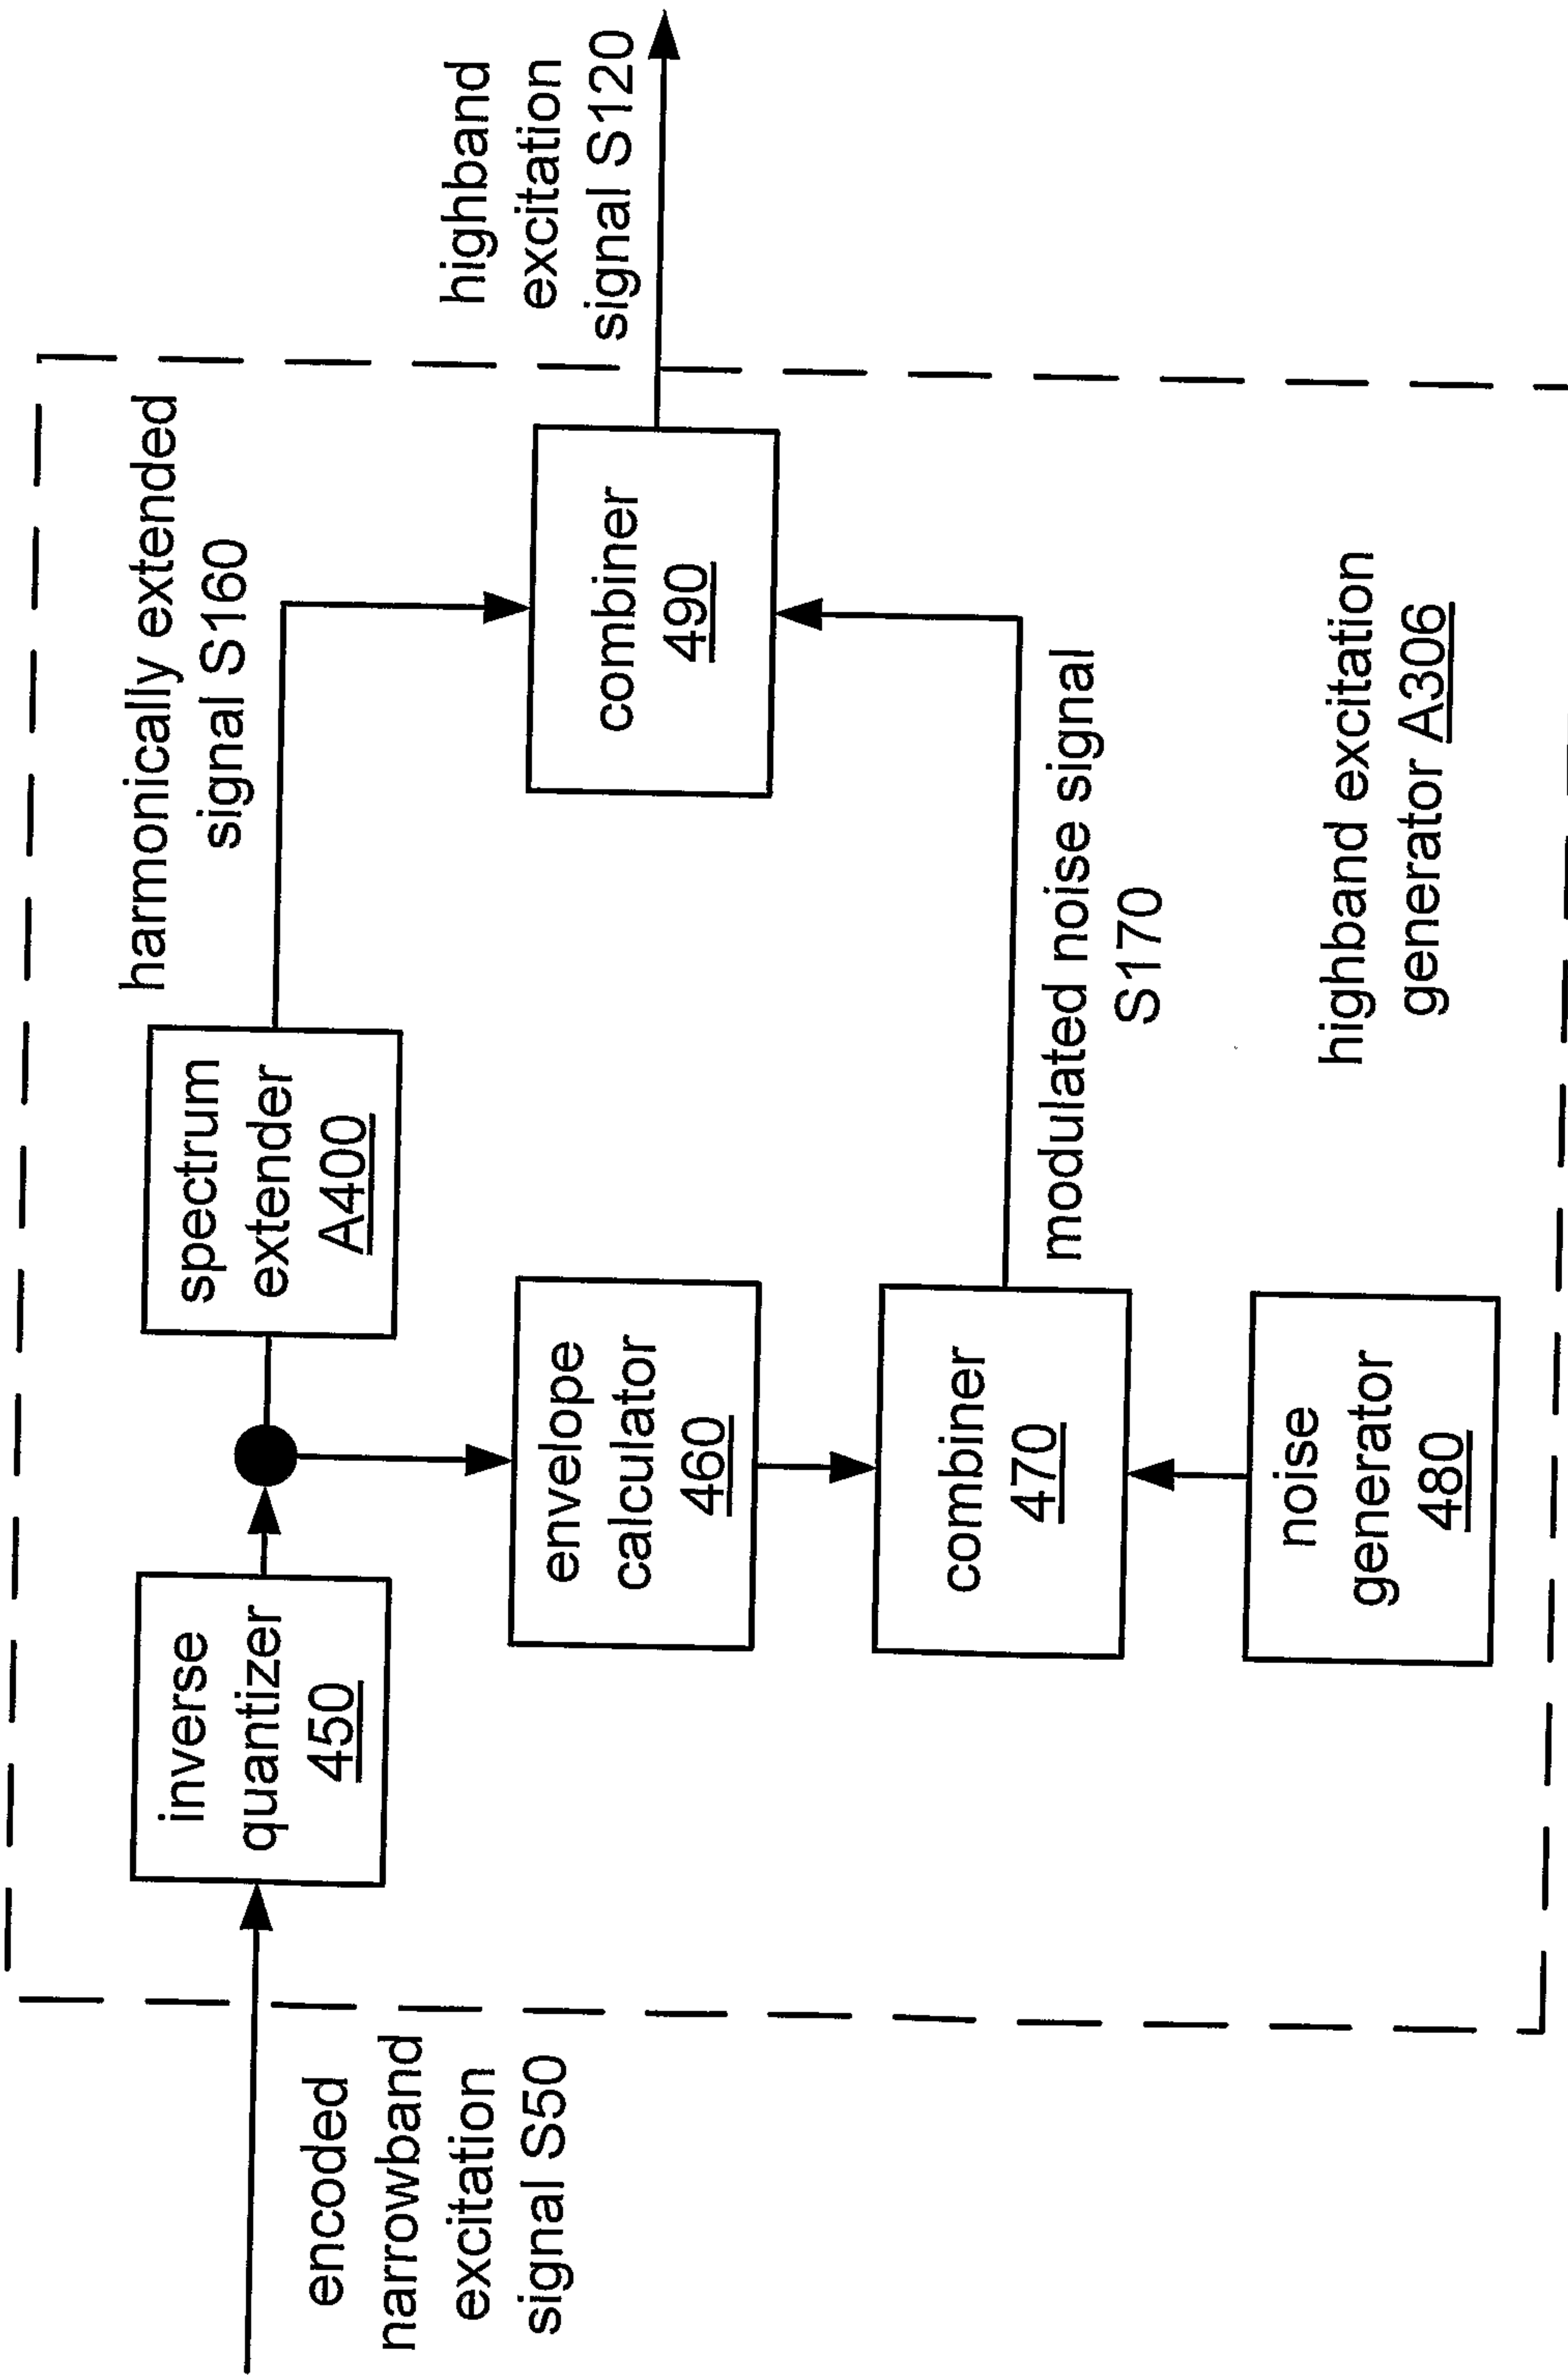 encoded
narrowband
excitation
signal S50
inverse
quantizer
450
spectrum
extender
A400
harmonically extended
signal S160
envelope
calculator
460
combiner
470
noise
generator
480
modulated noise signal
S170
combiner
490
highband
excitation
signal S120
highband excitation
generator A306